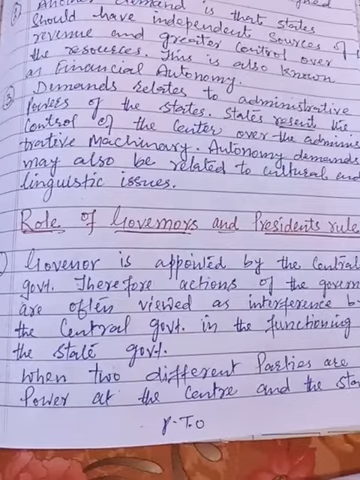 Another Demand is that states
should have independent sources of
revenue and greater control over
the resources. This is also known
as Financial Autonomy.
③ Demands relates to administrative
Powers of the states. States resent the
control of the center over the adminis
trative Machinary. Autonomy demands
may also be related to cultural and
linguistic issues.
Role of Governors and Presidents rule
Govenor is appointed by the Central
govt. Therefore actions of the govern
are often viewed as interference by
the Central govt. in the functioning
the state govt.
When two different Parties are
Power at the Centre and the sta
P.T.O